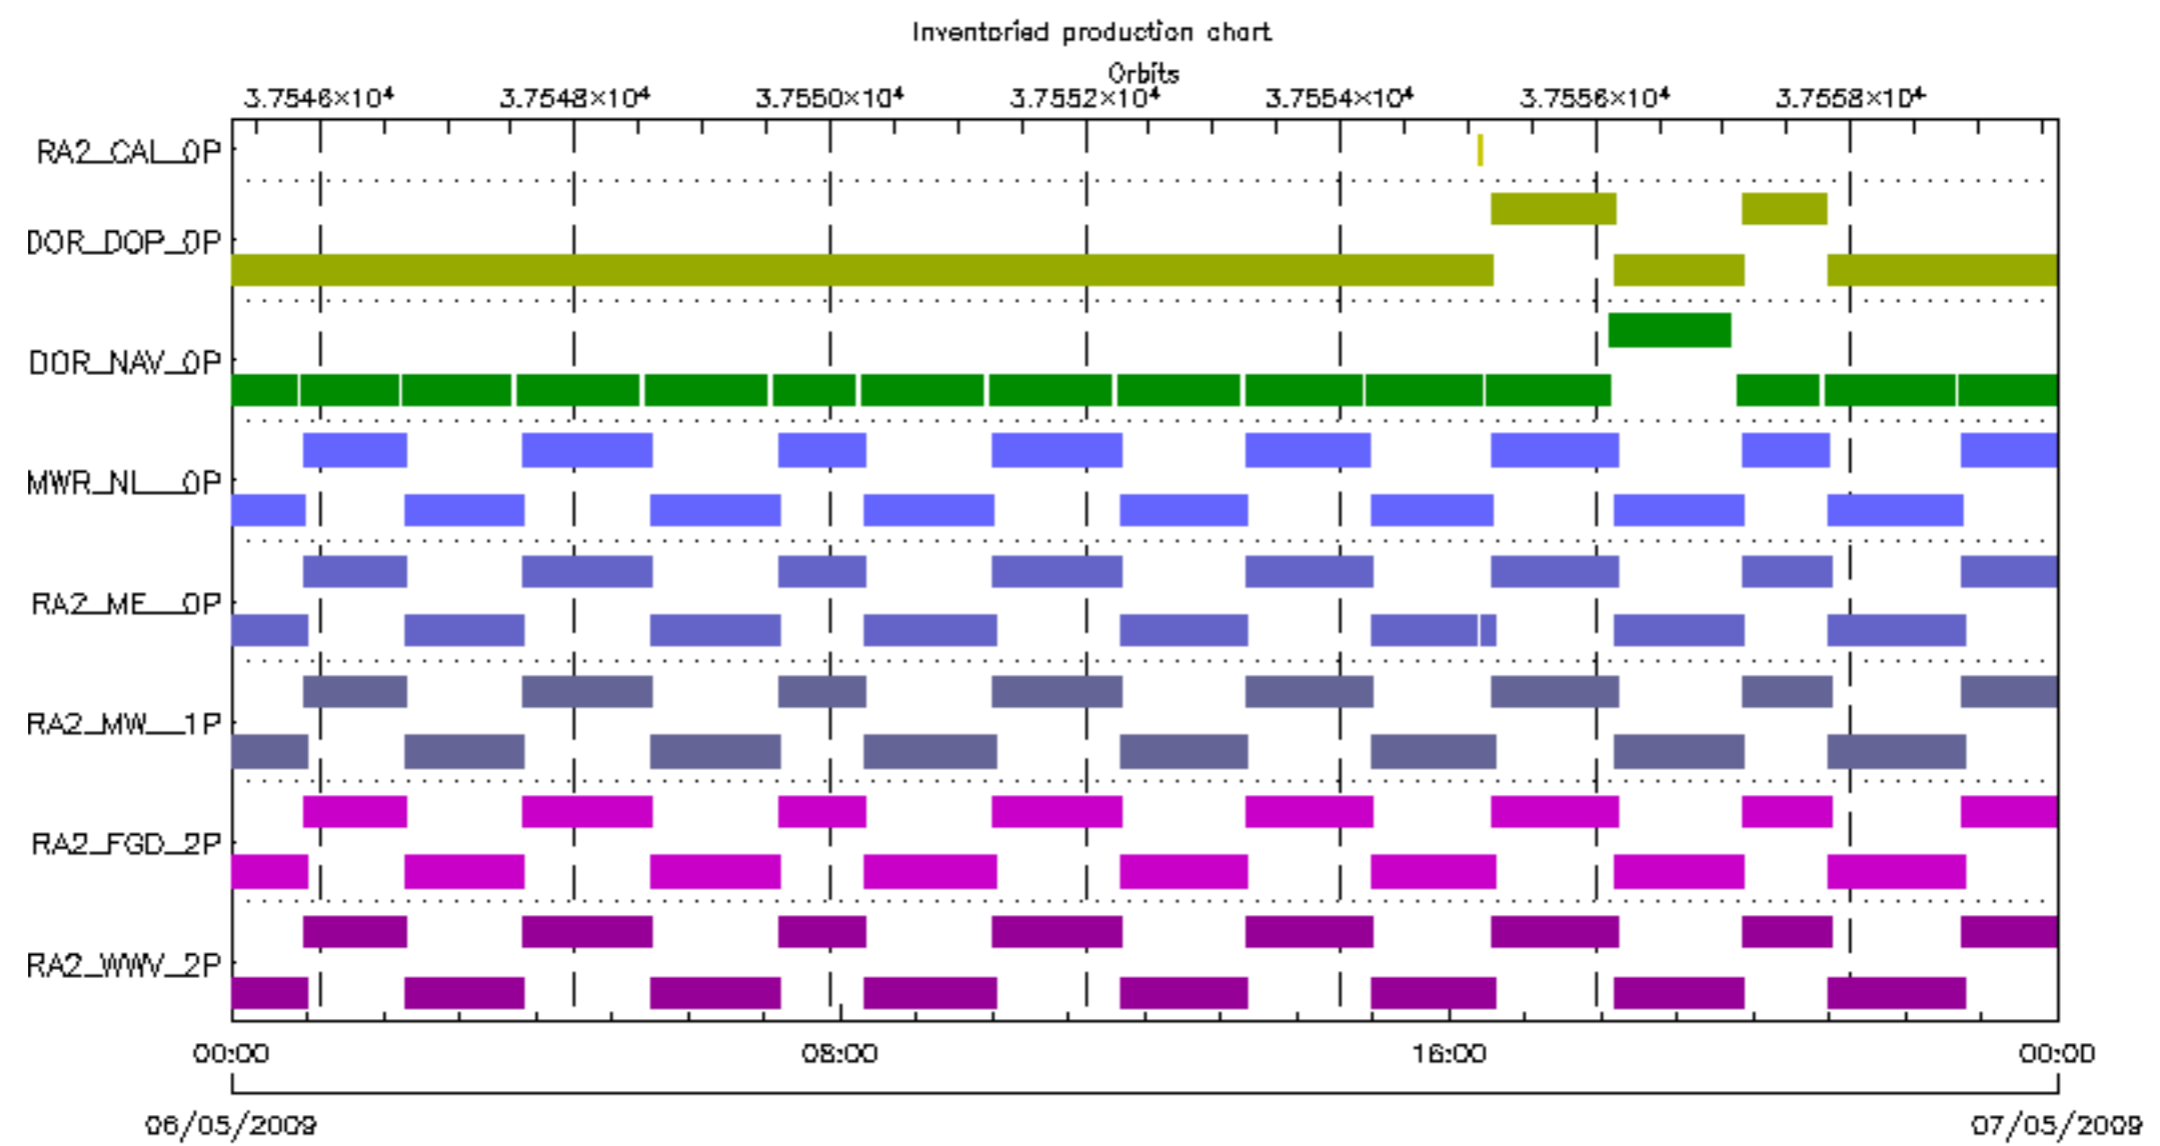 Inventoried production chart
Orbits
3.7546×10⁴ 3.7548×10⁴ 3.7550×10⁴ 3.7552×10⁴ 3.7554×10⁴ 3.7556×10⁴ 3.7558×10⁴
RA2_CAL_0P
DOR_DOP_0P
DOR_NAV_0P
MWR_NL__0P
RA2_ME__0P
RA2_MW__1P
RA2_FGD_2P
RA2_WWV_2P
00:00 08:00 16:00 00:00
06/05/2009 07/05/2009